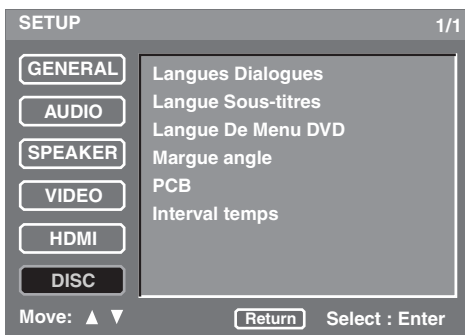 SETUP 1/1
GENERAL
AUDIO
SPEAKER
VIDEO
HDMI
DISC
Langues Dialogues
Langue Sous-titres
Langue De Menu DVD
Margue angle
PCB
Interval temps
Move: ▲ ▼ Return Select : Enter